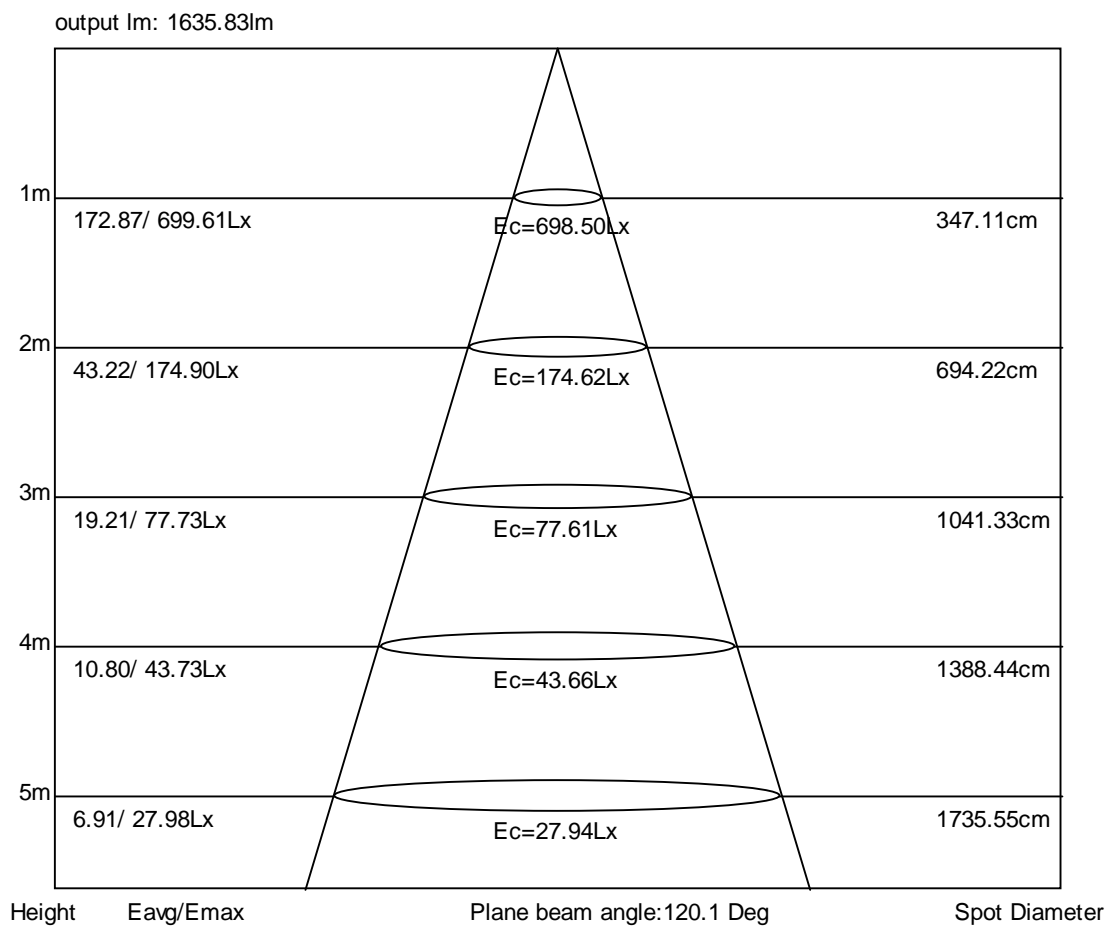 output lm: 1635.83lm
1m
172.87/ 699.61Lx
Ec=698.50Lx
347.11cm
2m
43.22/ 174.90Lx
Ec=174.62Lx
694.22cm
3m
19.21/ 77.73Lx
Ec=77.61Lx
1041.33cm
4m
10.80/ 43.73Lx
Ec=43.66Lx
1388.44cm
5m
6.91/ 27.98Lx
Ec=27.94Lx
1735.55cm
Height Eavg/Emax Plane beam angle:120.1 Deg Spot Diameter